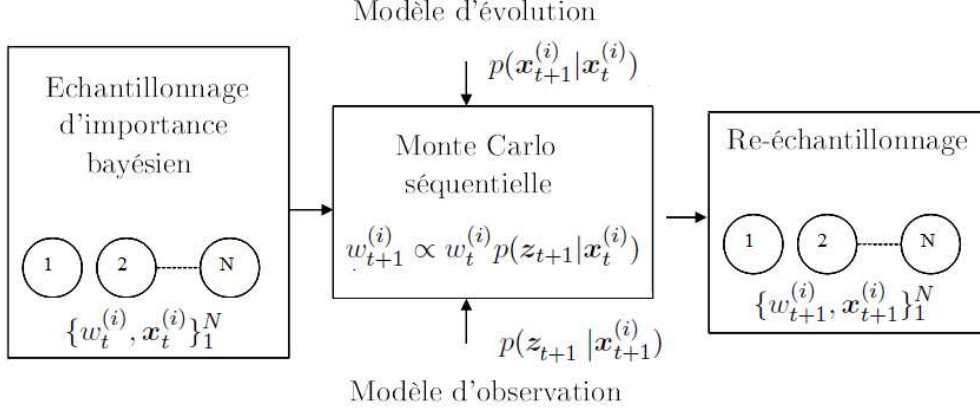 Modèle d'évolution
p(x_{t+1}^{(i)}|x_t^{(i)})
Echantillonnage
d'importance
bayésien
1 2 N
{w_t^{(i)}, x_t^{(i)}}_1^N
Monte Carlo
séquentielle
w_{t+1}^{(i)} ∝ w_t^{(i)} p(z_{t+1}|x_t^{(i)})
p(z_{t+1} |x_{t+1}^{(i)})
Modèle d'observation
Re-échantillonnage
1 2 N
{w_{t+1}^{(i)}, x_{t+1}^{(i)}}_1^N